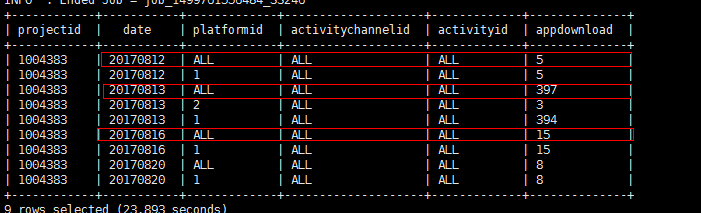 INFO : Ended Job = job_1499761550484_33246
+------------+-----------+-------------+--------------------+-------------+--------------+
| projectid | date | platformid | activitychannelid | activityid | appdownload |
+------------+-----------+-------------+--------------------+-------------+--------------+
| 1004383 | 20170812 | ALL | ALL | ALL | 5 |
| 1004383 | 20170812 | 1 | ALL | ALL | 5 |
| 1004383 | 20170813 | ALL | ALL | ALL | 397 |
| 1004383 | 20170813 | 2 | ALL | ALL | 3 |
| 1004383 | 20170813 | 1 | ALL | ALL | 394 |
| 1004383 | 20170816 | ALL | ALL | ALL | 15 |
| 1004383 | 20170816 | 1 | ALL | ALL | 15 |
| 1004383 | 20170820 | ALL | ALL | ALL | 8 |
| 1004383 | 20170820 | 1 | ALL | ALL | 8 |
+------------+-----------+-------------+--------------------+-------------+--------------+
9 rows selected (23.893 seconds)